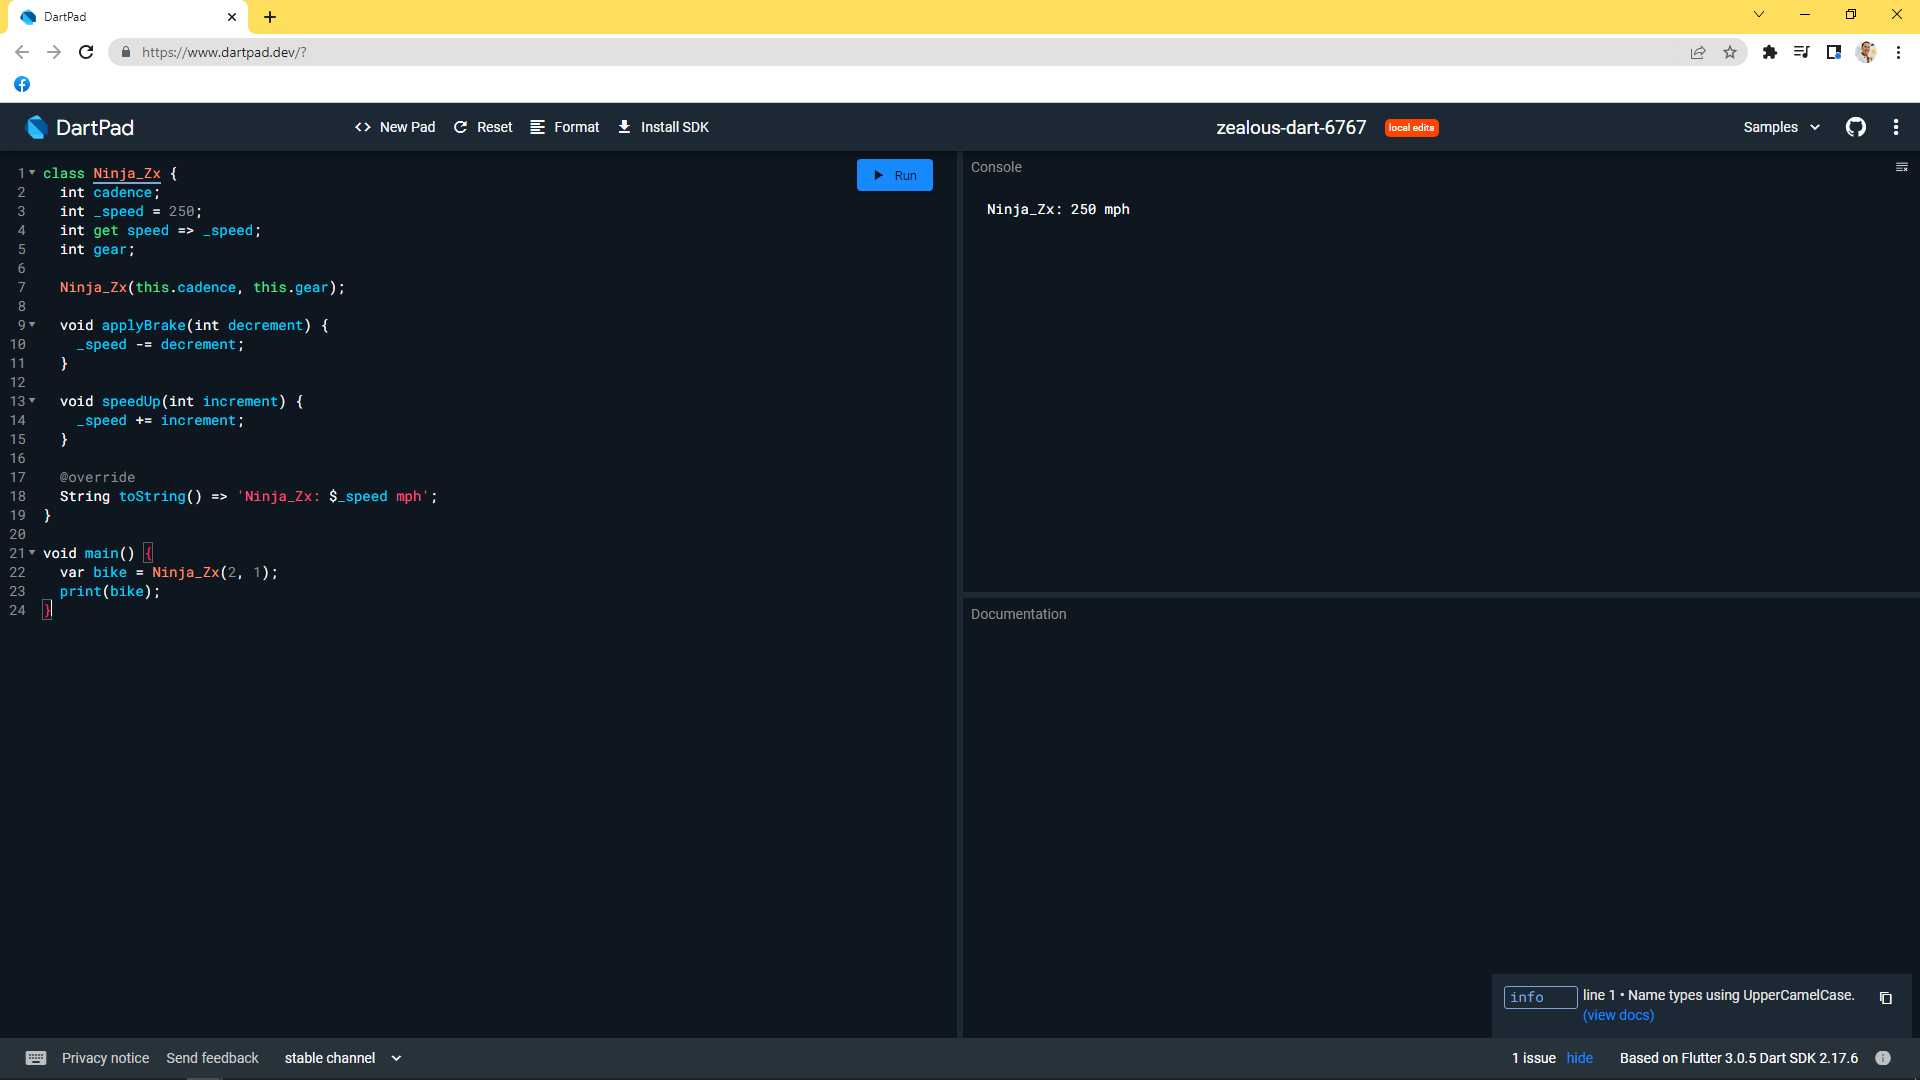 DartPad
https://www.dartpad.dev/?
DartPad
New Pad
Reset
Format
Install SDK
zealous-dart-6767
local edits
Samples
Run
1 class Ninja_Zx {
2   int cadence;
3   int _speed = 250;
4   int get speed => _speed;
5   int gear;
6
7   Ninja_Zx(this.cadence, this.gear);
8
9   void applyBrake(int decrement) {
10     _speed -= decrement;
11   }
12
13   void speedUp(int increment) {
14     _speed += increment;
15   }
16
17   @override
18   String toString() => 'Ninja_Zx: $_speed mph';
19 }
20
21 void main() {
22   var bike = Ninja_Zx(2, 1);
23   print(bike);
24 }
Console
Ninja_Zx: 250 mph
Documentation
info
line 1 • Name types using UpperCamelCase.
(view docs)
Privacy notice
Send feedback
stable channel
1 issue
hide
Based on Flutter 3.0.5 Dart SDK 2.17.6